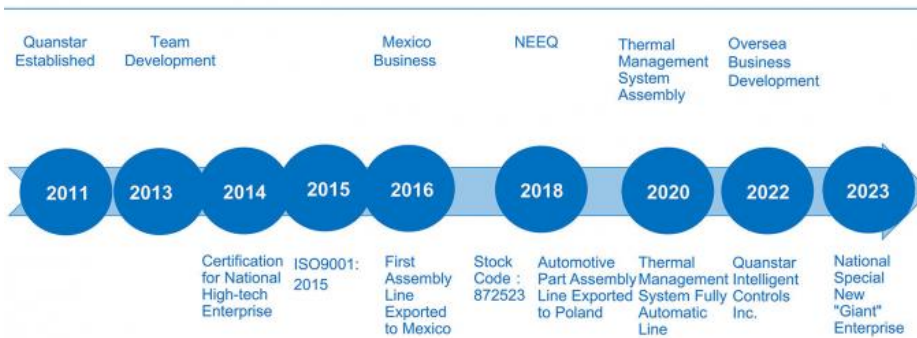 Quanstar
Established
Team
Development
Mexico
Business
NEEQ
Thermal
Management
System
Assembly
Oversea
Business
Development
2011
2013
2014
2015
2016
2018
2020
2022
2023
Certification
for National
High-tech
Enterprise
ISO9001:
2015
First
Assembly
Line
Exported
to Mexico
Stock
Code :
872523
Automotive
Part Assembly
Line Exported
to Poland
Thermal
Management
System Fully
Automatic
Line
Quanstar
Intelligent
Controls
Inc.
National
Special
New
"Giant"
Enterprise